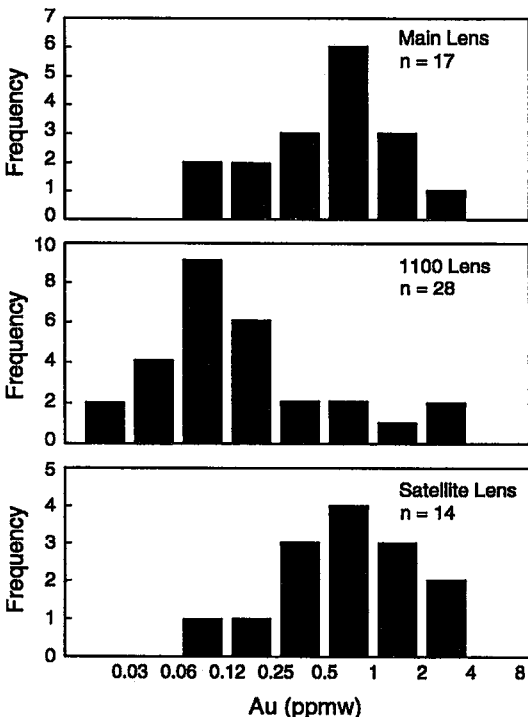 Frequency
7
6
5
4
3
2
1
0
Main Lens
n = 17
Frequency
10
8
6
4
2
0
1100 Lens
n = 28
Frequency
5
4
3
2
1
0
Satellite Lens
n = 14
0.03 0.06 0.12 0.25 0.5 1 2 4 8
Au (ppmw)